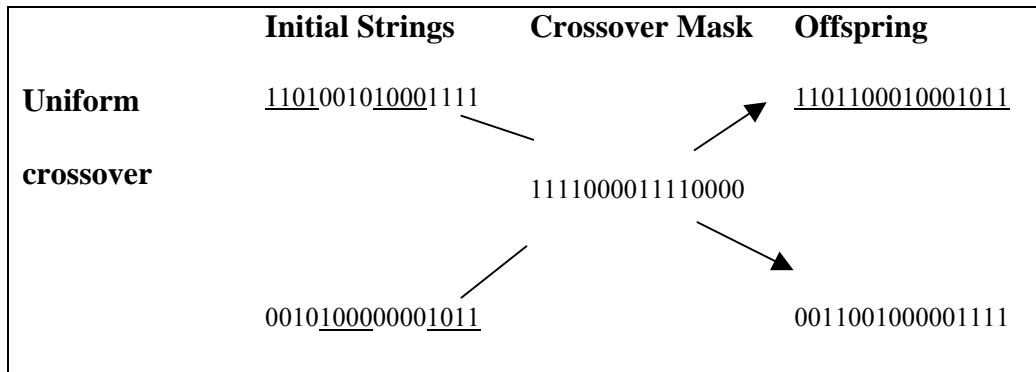 Initial Strings Crossover Mask Offspring
Uniform 1101001010001111 1101100010001011
crossover
1111000011110000
0010100000001011 0011001000001111